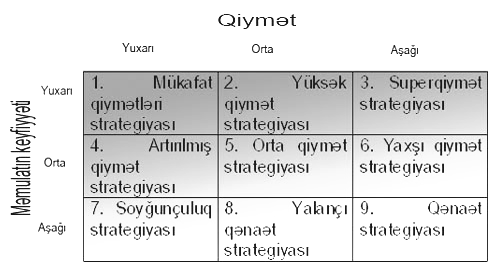 Qiymət
Yuxarı Orta Aşağı
Məmulatın keyfiyyəti
Yuxarı
1. Mükafat
qiymətləri
strategiyası
2. Yüksək
qiymət
strategiyası
3. Superqiymət
strategiyası
Orta
4. Artırılmış
qiymət
strategiyası
5. Orta qiymət
strategiyası
6. Yaxşı qiymət
strategiyası
Aşağı
7. Soyğunçuluq
strategiyası
8. Yalançı
qənaət
strategiyası
9. Qənaət
strategiyası